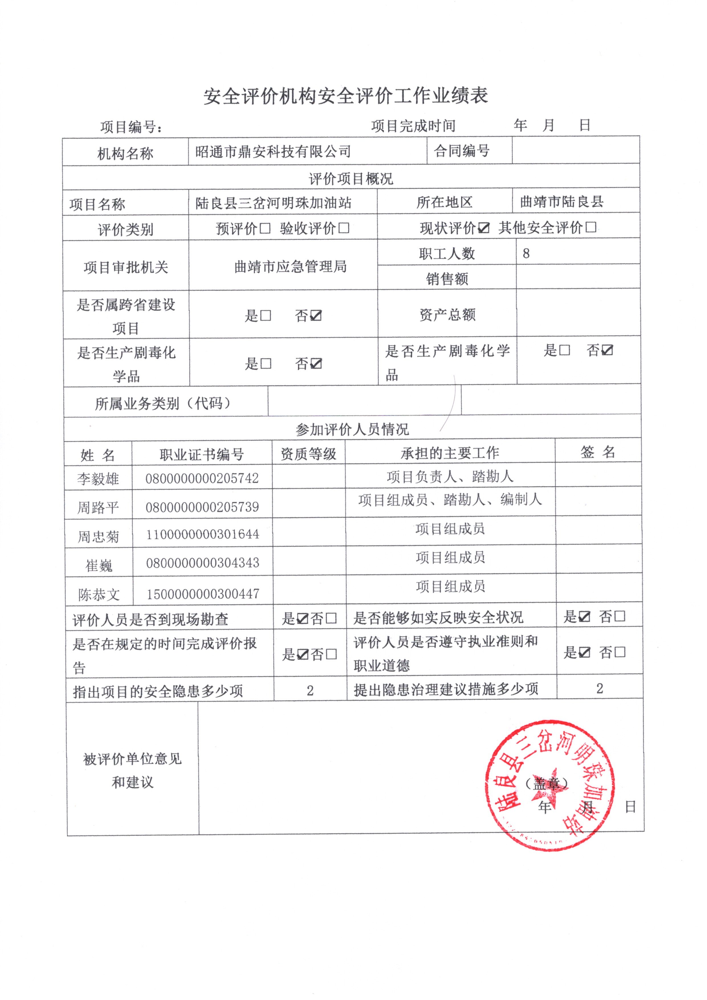 安全评价机构安全评价工作业绩表
项目编号： 项目完成时间 年 月 日
机构名称 昭通市鼎安科技有限公司 合同编号
评价项目概况
项目名称 陆良县三岔河明珠加油站 所在地区 曲靖市陆良县
评价类别 预评价□ 验收评价□ 现状评价☑ 其他安全评价□
项目审批机关 曲靖市应急管理局 职工人数 8
销售额
是否属跨省建设
项目
是□ 否☑ 资产总额
是否生产剧毒化
学品
是□ 否☑
是否生产剧毒化学
品
是□ 否☑
所属业务类别（代码）
参加评价人员情况
姓 名 职业证书编号 资质等级 承担的主要工作 签 名
李毅雄 0800000000205742 项目负责人、踏勘人
周路平 0800000000205739 项目组成员、踏勘人、编制人
周忠菊 1100000000301644 项目组成员
崔巍 0800000000304343 项目组成员
陈恭文 1500000000300447 项目组成员
评价人员是否到现场勘查 是☑否□ 是否能够如实反映安全状况 是☑ 否□
是否在规定的时间完成评价报
告
是☑否□
评价人员是否遵守执业准则和
职业道德
是☑ 否□
指出项目的安全隐患多少项 2 提出隐患治理建议措施多少项 2
被评价单位意见
和建议
陆良县三岔河明珠加油站
（盖章）
年 月 日